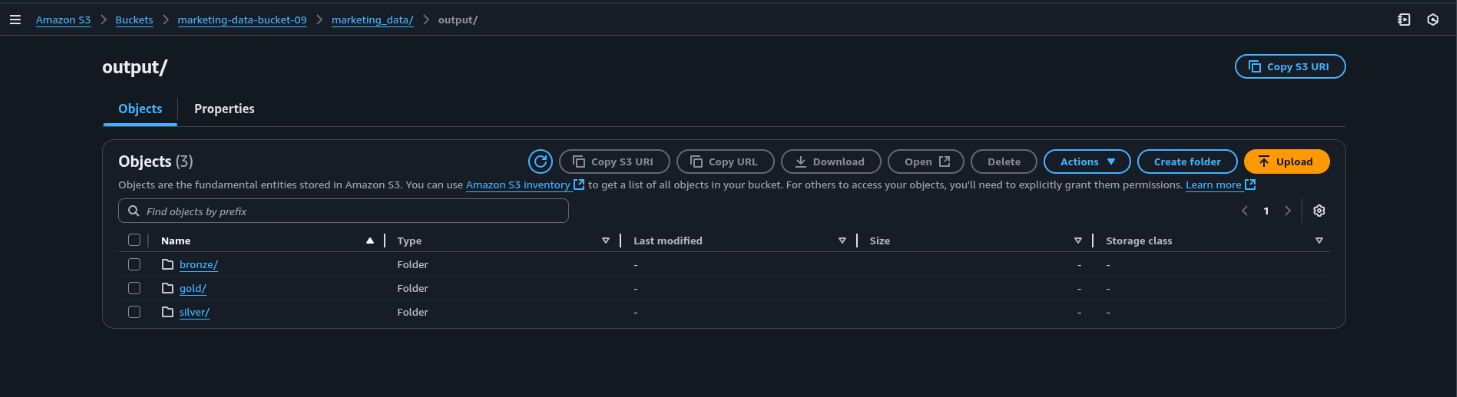 Amazon S3 > Buckets > marketing-data-bucket-09 > marketing_data/ > output/
output/
Copy S3 URI
Objects
Properties
Objects (3)
Copy S3 URI
Copy URL
Download
Open
Delete
Actions
Create folder
Upload
Objects are the fundamental entities stored in Amazon S3. You can use Amazon S3 inventory to get a list of all objects in your bucket. For others to access your objects, you'll need to explicitly grant them permissions. Learn more
Find objects by prefix
1
Name Type Last modified Size Storage class
bronze/ Folder - - -
gold/ Folder - - -
silver/ Folder - - -